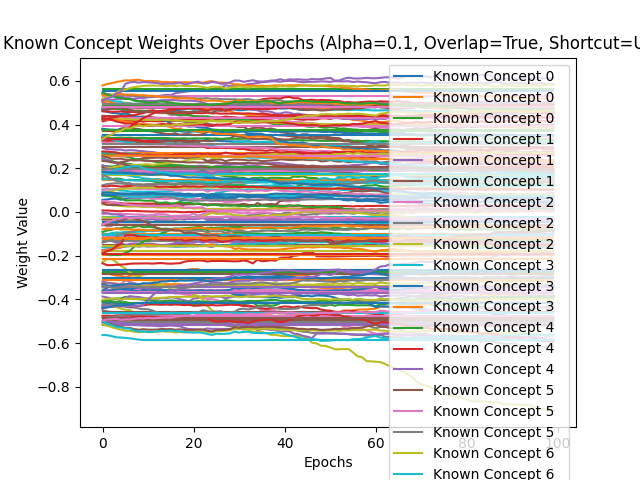 Known Concept Weights Over Epochs (Alpha=0.1, Overlap=True, Shortcut=U
0.6
0.4
0.2
0.0
−0.2
−0.4
−0.6
−0.8
Weight Value
0
20
40
60
80
100
Epochs
Known Concept 0
Known Concept 0
Known Concept 0
Known Concept 1
Known Concept 1
Known Concept 1
Known Concept 2
Known Concept 2
Known Concept 2
Known Concept 3
Known Concept 3
Known Concept 3
Known Concept 4
Known Concept 4
Known Concept 4
Known Concept 5
Known Concept 5
Known Concept 5
Known Concept 6
Known Concept 6